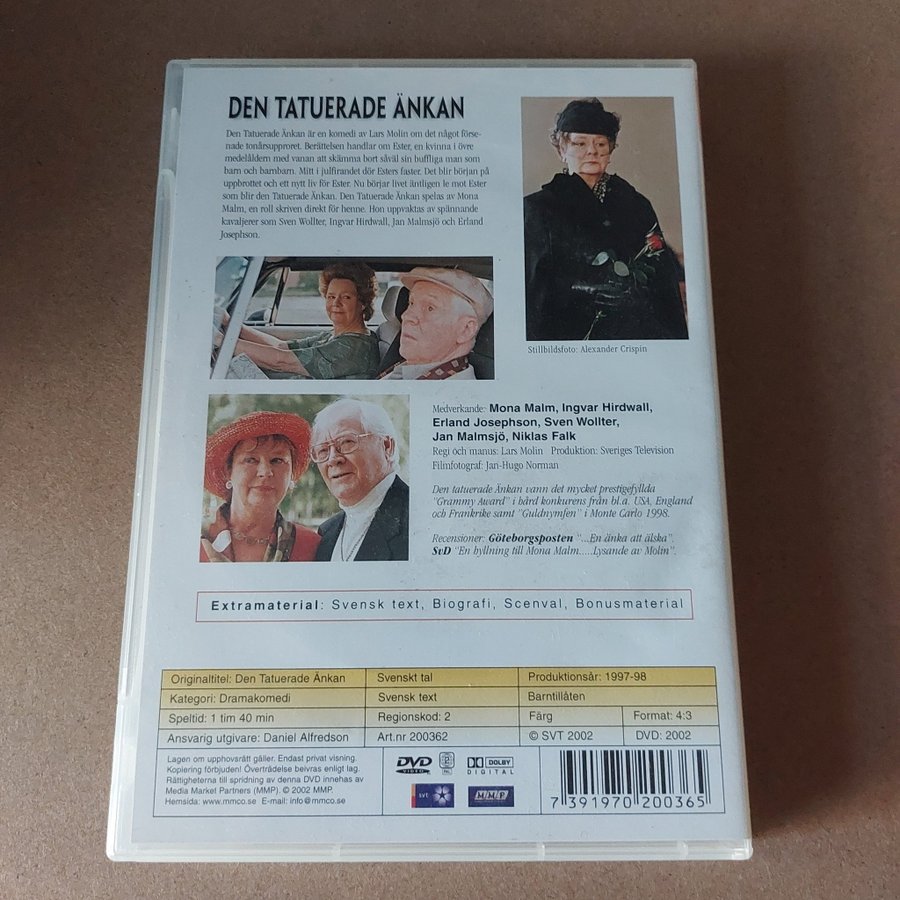 DEN TATUERADE ÄNKAN
Den Tatuerade Änkan är en komedi av Lars Molin om det något förse-
nade tonårsupproret. Berättelsen handlar om Ester, en kvinna i övre
medelåldern med vanan att skämma bort såväl sin buffliga man som
barn och barnbarn. Mitt i julfirandet dör Esters faster. Det blir början på
uppbrottet och ett nytt liv för Ester. Nu börjar livet äntligen le mot Ester
som blir den Tatuerade Änkan. Den Tatuerade Änkan spelas av Mona
Malm, en roll skriven direkt för henne. Hon uppvaktas av spännande
kavaljerer som Sven Wollter, Ingvar Hirdwall, Jan Malmsjö och Erland
Josephson.
Stillbildsfoto: Alexander Crispin
Medverkande: Mona Malm, Ingvar Hirdwall,
Erland Josephson, Sven Wollter,
Jan Malmsjö, Niklas Falk
Regi och manus: Lars Molin Produktion: Sveriges Television
Filmfotograf: Jan-Hugo Norman
Den tatuerade Änkan vann det mycket prestigefyllda
"Grammy Award" i hård konkurens från bl.a. USA, England
och Frankrike samt "Guldnymfen" i Monte Carlo 1998.
Recensioner: Göteborgsposten "...En änka att älska".
SvD "En hyllning till Mona Malm.....Lysande av Molin".
Extramaterial: Svensk text, Biografi, Scenval, Bonusmaterial
Originaltitel: Den Tatuerade Änkan Svenskt tal Produktionsår: 1997-98
Kategori: Dramakomedi Svensk text Barntillåten
Speltid: 1 tim 40 min Regionskod: 2 Färg Format: 4:3
Ansvarig utgivare: Daniel Alfredson Art.nr 200362 © SVT 2002 DVD: 2002
Lagen om upphovsrätt gäller. Endast privat visning.
Kopiering förbjuden! Överträdelse beivras enligt lag.
Rättigheterna till spridning av denna DVD innehas av
Media Market Partners (MMP). © 2002 MMP.
Hemsida: www.mmco.se E-mail: info@mmco.se
DVD VIDEO 2 DOLBY DIGITAL
svt MMP
7 391970 200365